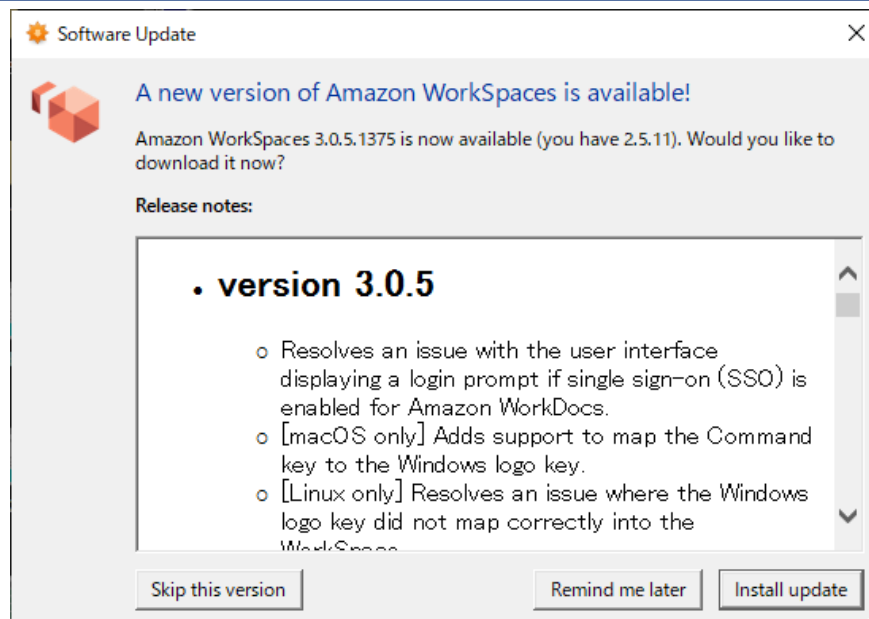 Software Update
A new version of Amazon WorkSpaces is available!
Amazon WorkSpaces 3.0.5.1375 is now available (you have 2.5.11). Would you like to
download it now?
Release notes:
• version 3.0.5
o Resolves an issue with the user interface
displaying a login prompt if single sign-on (SSO) is
enabled for Amazon WorkDocs.
o [macOS only] Adds support to map the Command
key to the Windows logo key.
o [Linux only] Resolves an issue where the Windows
logo key did not map correctly into the
WorkSpace.
Skip this version
Remind me later
Install update